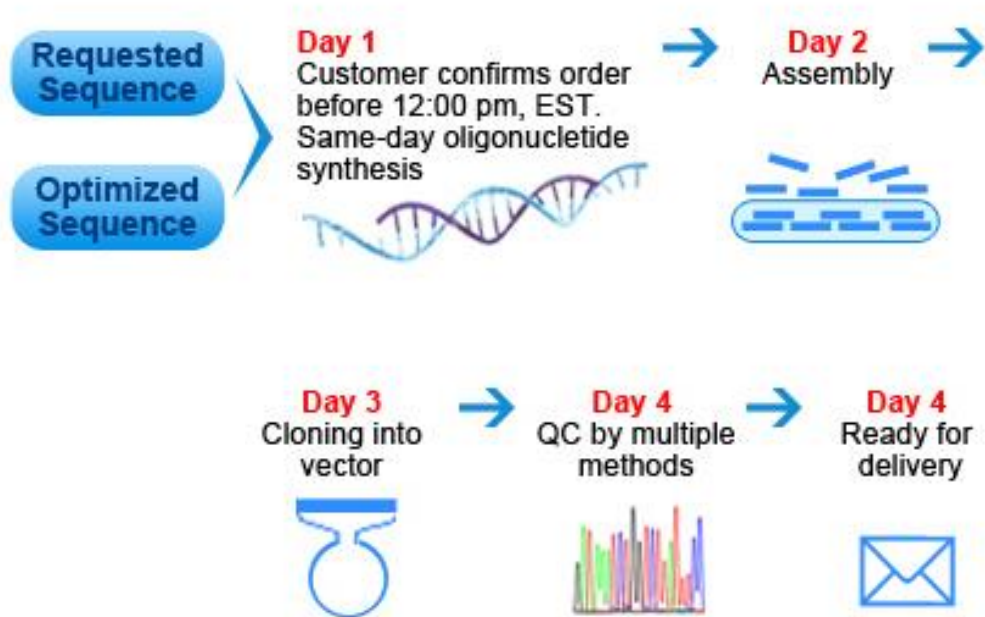 Requested
Sequence
Optimized
Sequence
Day 1
Customer confirms order
before 12:00 pm, EST.
Same-day oligonucletide
synthesis
Day 2
Assembly
Day 3
Cloning into
vector
Day 4
QC by multiple
methods
Day 4
Ready for
delivery